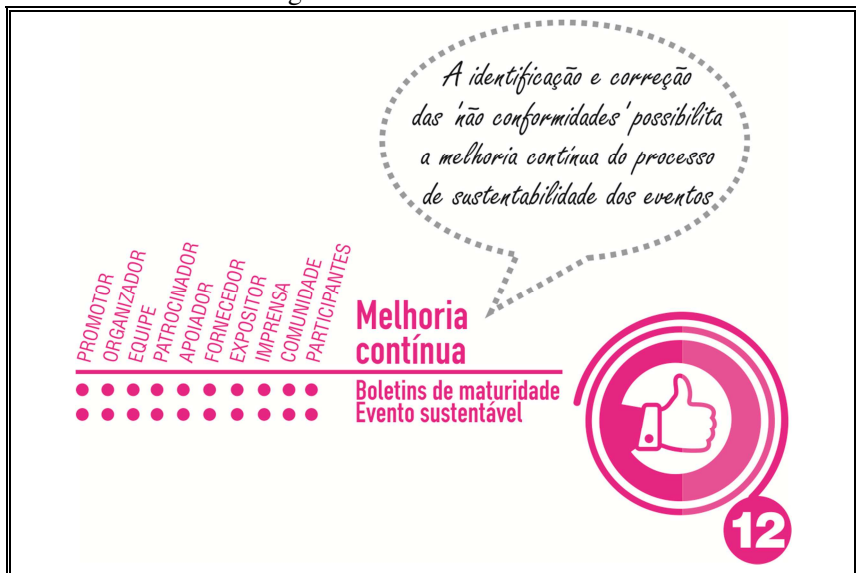 A identificação e correção
das 'não conformidades' possibilita
a melhoria contínua do processo
de sustentabilidade dos eventos
PROMOTOR
ORGANIZADOR
EQUIPE
PATROCINADOR
APOIADOR
FORNECEDOR
EXPOSITOR
IMPRENSA
COMUNIDADE
PARTICIPANTES
Melhoria
contínua
Boletins de maturidade
Evento sustentável
12